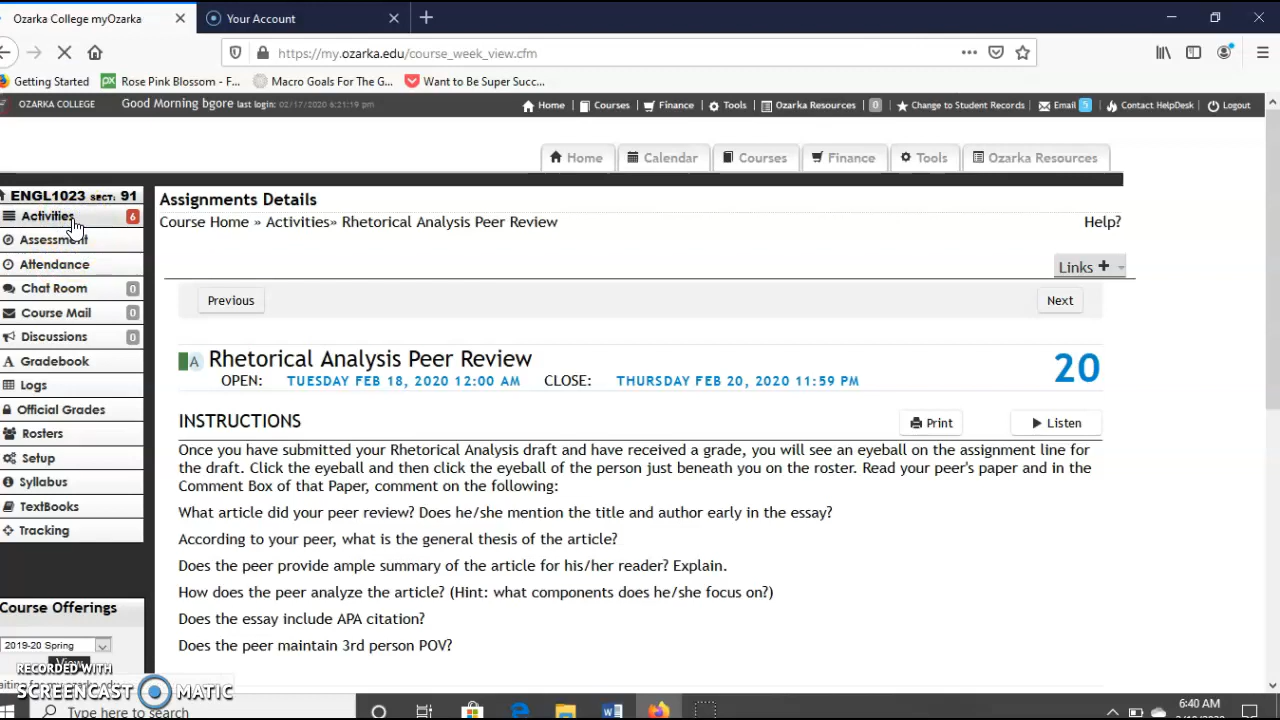 Ozarka College myOzarka
Your Account
https://my.ozarka.edu/course_week_view.cfm
Getting Started Rose Pink Blossom - F... Macro Goals For The G... Want to Be Super Succ...
OZARKA COLLEGE Good Morning bgore last login: 02/17/2020 6:21:19 pm Home Courses Finance Tools Ozarka Resources 0 Change to Student Records Email 5 Contact HelpDesk Logout
Home Calendar Courses Finance Tools Ozarka Resources
ENGL1023 SECT: 91
Activities 6
Assessment
Attendance
Chat Room 0
Course Mail 0
Discussions 0
Gradebook
Logs
Official Grades
Rosters
Setup
Syllabus
TextBooks
Tracking
Course Offerings
2019-20 Spring
View
Assignments Details
Course Home » Activities» Rhetorical Analysis Peer Review
Help?
Links
Previous
Next
A Rhetorical Analysis Peer Review
20
OPEN: TUESDAY FEB 18, 2020 12:00 AM CLOSE: THURSDAY FEB 20, 2020 11:59 PM
INSTRUCTIONS
Print
Listen
Once you have submitted your Rhetorical Analysis draft and have received a grade, you will see an eyeball on the assignment line for
the draft. Click the eyeball and then click the eyeball of the person just beneath you on the roster. Read your peer's paper and in the
Comment Box of that Paper, comment on the following:
What article did your peer review? Does he/she mention the title and author early in the essay?
According to your peer, what is the general thesis of the article?
Does the peer provide ample summary of the article for his/her reader? Explain.
How does the peer analyze the article? (Hint: what components does he/she focus on?)
Does the essay include APA citation?
Does the peer maintain 3rd person POV?
RECORDED WITH
SCREENCAST MATIC
Type here to search
6:40 AM